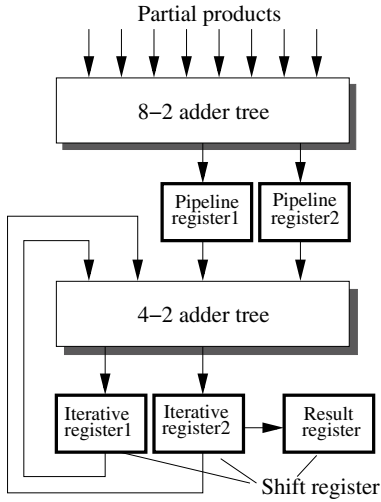 Partial products
8−2 adder tree
Pipeline
register1
Pipeline
register2
4−2 adder tree
Iterative
register1
Iterative
register2
Result
register
Shift register